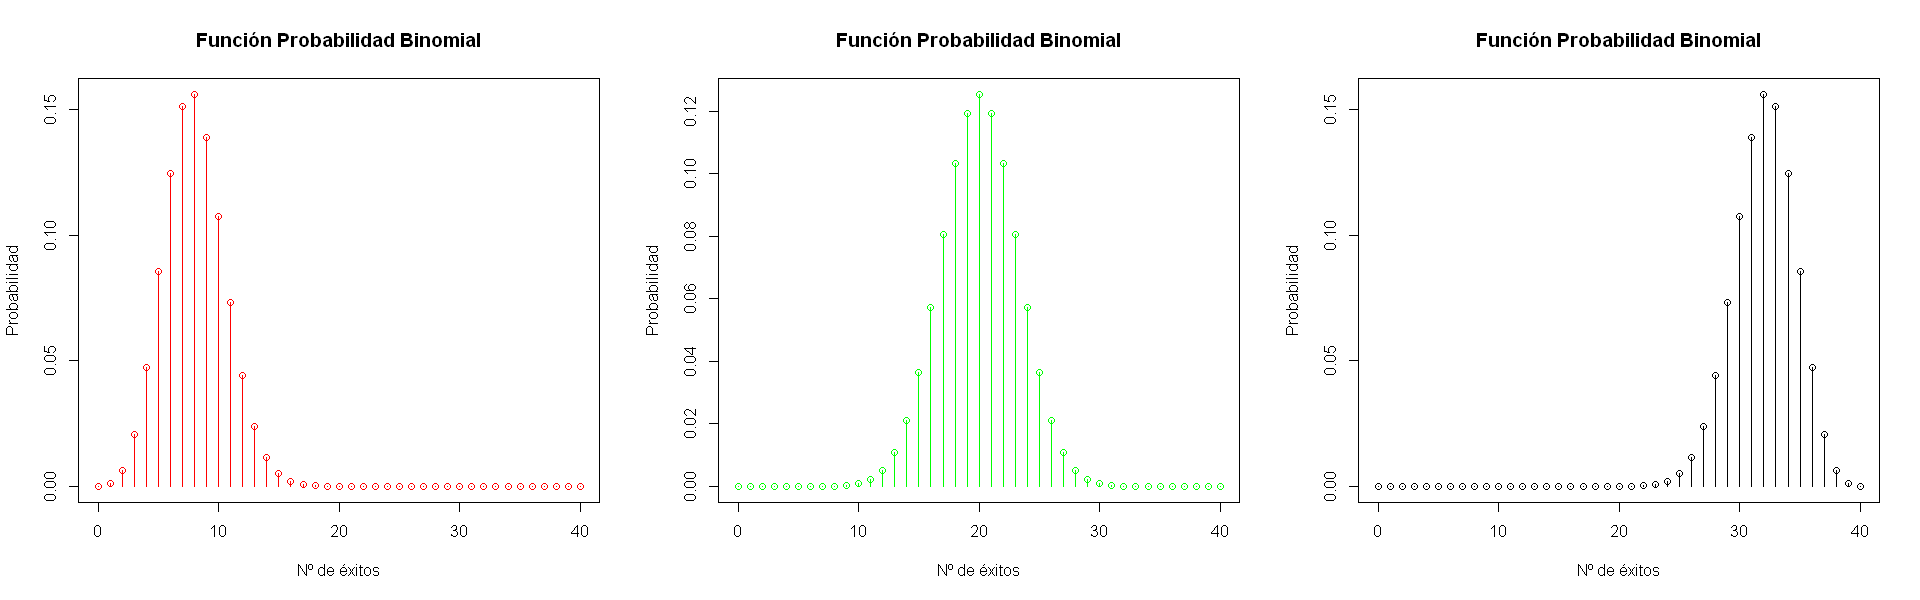 Función Probabilidad Binomial
Probabilidad
0.15
0.10
0.05
0.00
0 10 20 30 40
Nº de éxitos
Función Probabilidad Binomial
Probabilidad
0.12
0.10
0.08
0.06
0.04
0.02
0.00
0 10 20 30 40
Nº de éxitos
Función Probabilidad Binomial
Probabilidad
0.15
0.10
0.05
0.00
0 10 20 30 40
Nº de éxitos